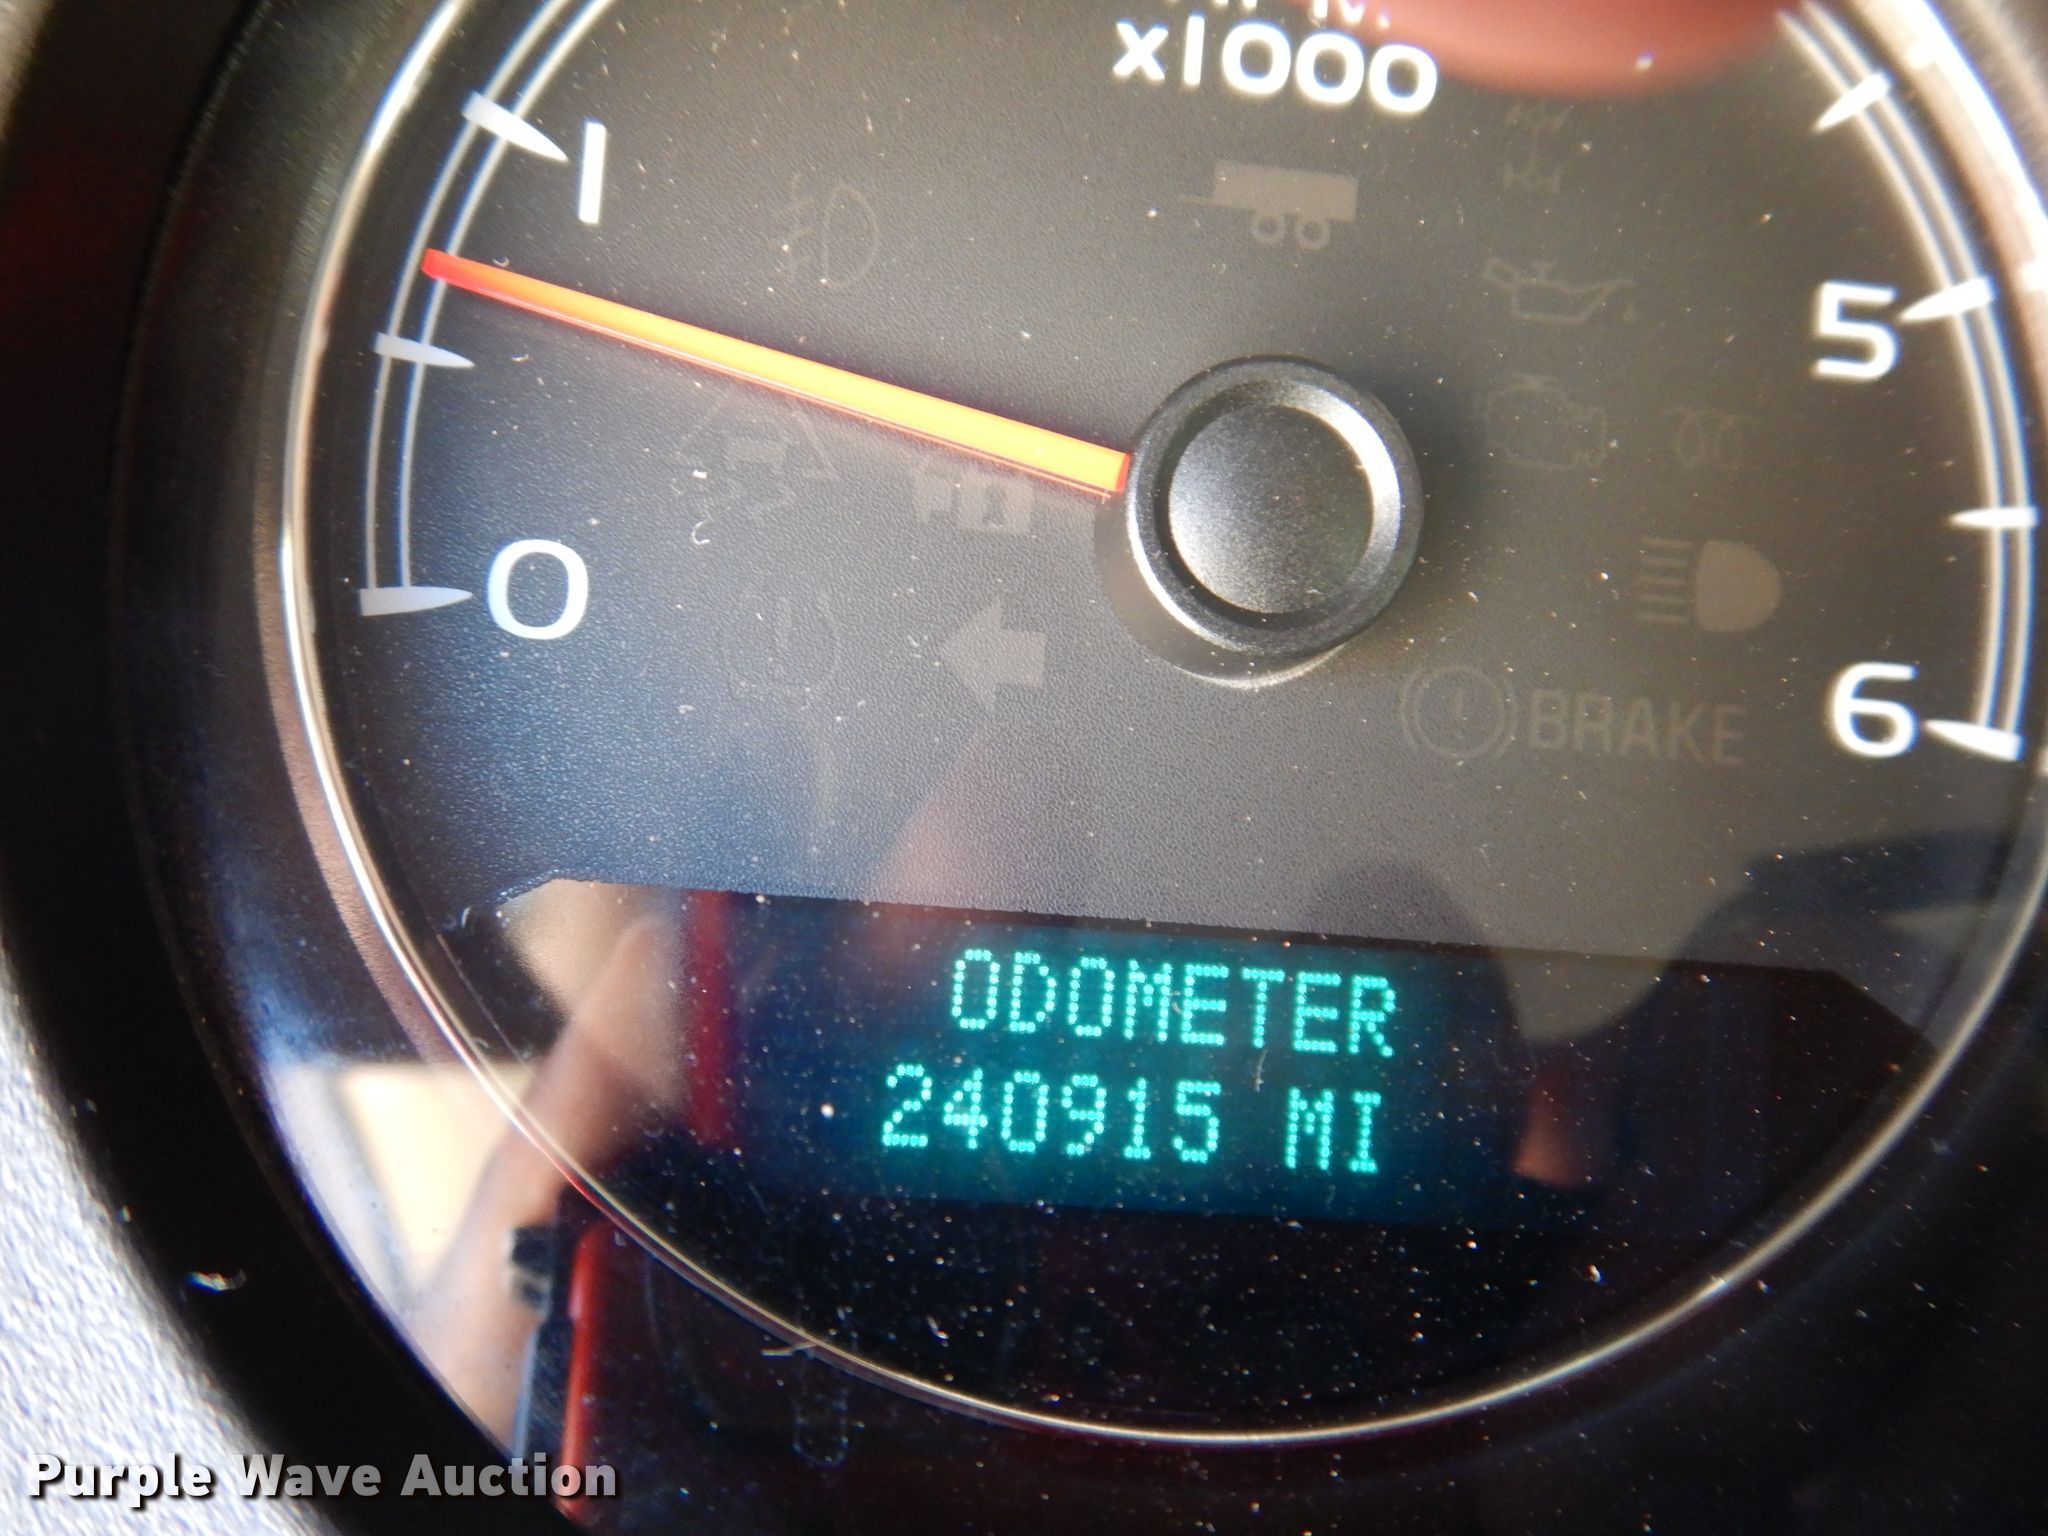 x1000
1
5
0
6
BRAKE
ODOMETER
240915 MI
Purple Wave Auction